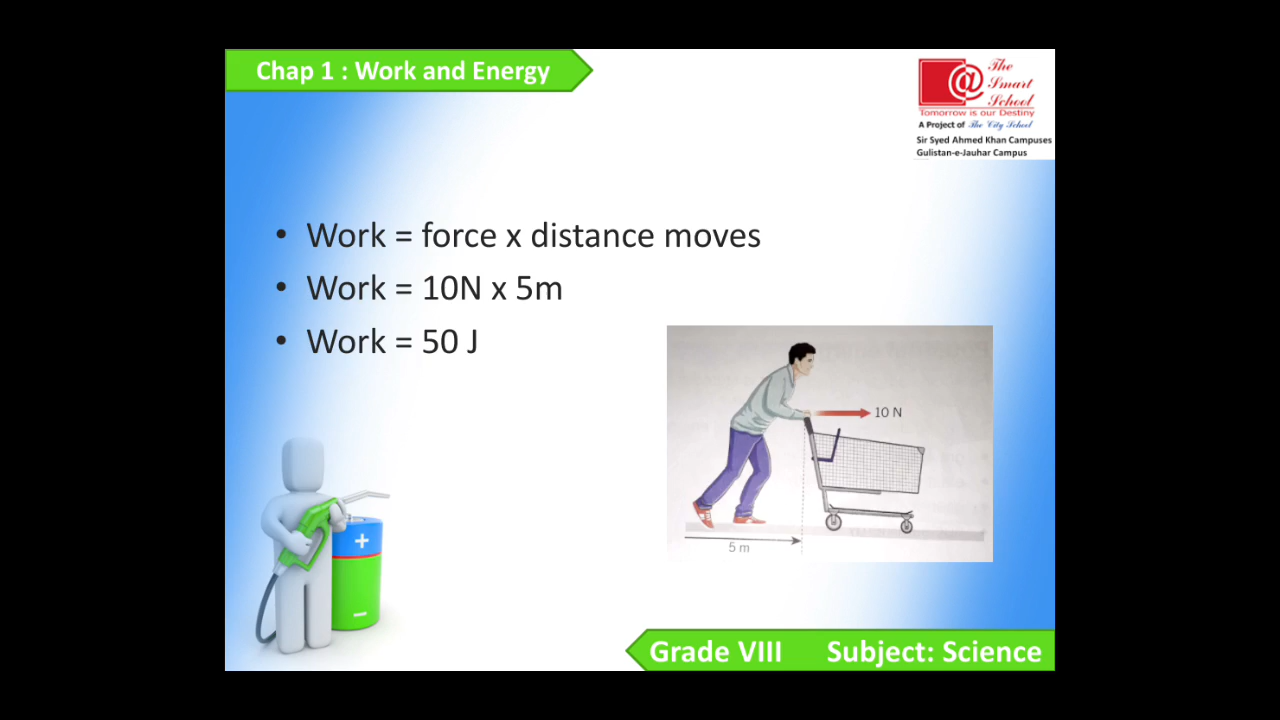 Chap 1 : Work and Energy
The
Smart
School
@
Tomorrow is our Destiny
A Project of The City School
Sir Syed Ahmed Khan Campuses
Gulistan-e-Jauhar Campus
• Work = force x distance moves
• Work = 10N x 5m
• Work = 50 J
10 N
5 m
+
−
Grade VIII Subject: Science